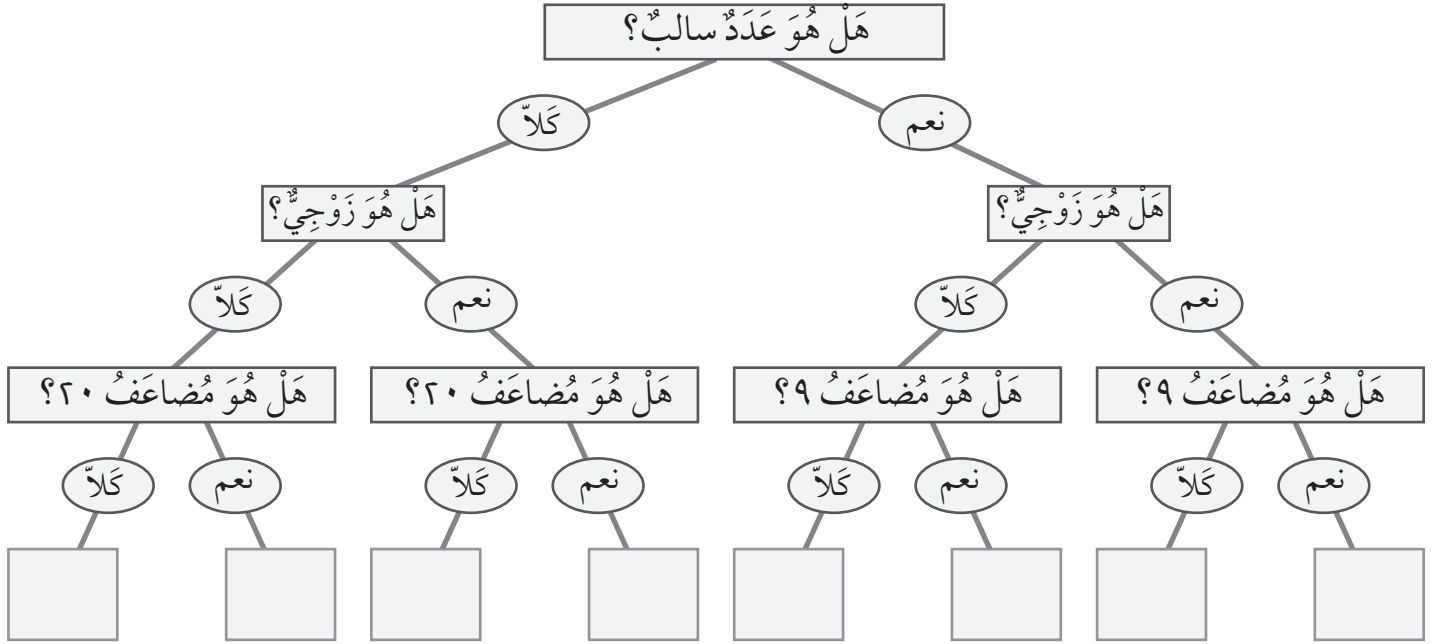 هَلْ هُوَ عَدَدٌ سالبٌ؟
نعم
كَلاّ
هَلْ هُوَ زَوْجِيٌّ؟
هَلْ هُوَ زَوْجِيٌّ؟
نعم
كَلاّ
نعم
كَلاّ
هَلْ هُوَ مُضاعَفُ ٩؟
هَلْ هُوَ مُضاعَفُ ٩؟
هَلْ هُوَ مُضاعَفُ ٢٠؟
هَلْ هُوَ مُضاعَفُ ٢٠؟
نعم
كَلاّ
نعم
كَلاّ
نعم
كَلاّ
نعم
كَلاّ